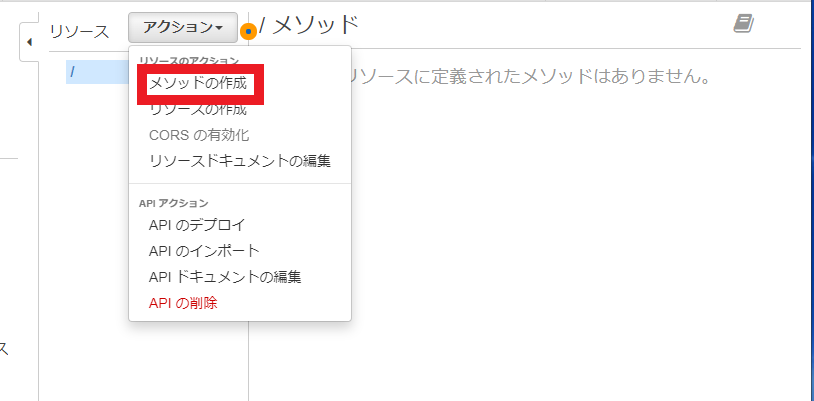 リソース
アクション
/ メソッド
/
リソースに定義されたメソッドはありません。
リソースのアクション
メソッドの作成
リソースの作成
CORS の有効化
リソースドキュメントの編集
API アクション
API のデプロイ
API のインポート
API ドキュメントの編集
API の削除
ス